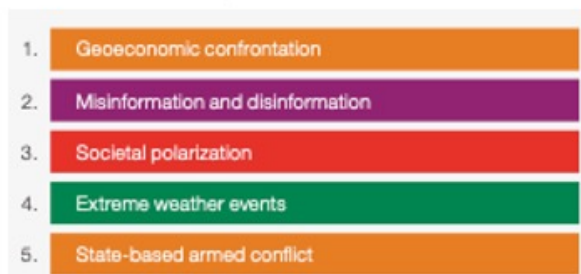 1. Geoeconomic confrontation
2. Misinformation and disinformation
3. Societal polarization
4. Extreme weather events
5. State-based armed conflict